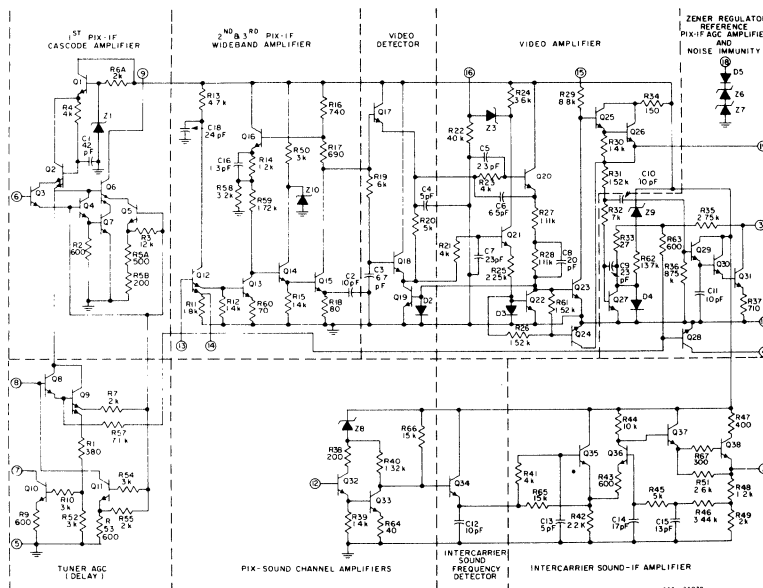 1ST PIX-IF
CASCODE AMPLIFIER
2ND & 3RD PIX-IF
WIDEBAND AMPLIFIER
VIDEO
DETECTOR
VIDEO AMPLIFIER
ZENER REGULATOR
REFERENCE
PIX-IF AGC AMPLIFIE
AND
NOISE IMMUNITY
18
D5
Z6
Z7
Q1
R6A
2k
9
R4
4k
Z1
C1
42
pF
Q2
Q3
6
Q6
Q4
Q5
Q7
R2
600
R3
12k
R5A
500
R5B
200
R13
4.7k
C18
24pF
Q16
C16
1.3pF
R14
1.2k
R58
3.2k
R59
1.72k
R50
3k
Z10
R16
740
R17
690
Q12
R11
1.8k
R12
1.4k
Q13
R60
70
Q14
R15
1.4k
Q15
R18
80
C2
10pF
13
14
Q17
R19
6k
C3
6.7
pF
Q18
Q19
D2
C4
5pF
R20
5k
16
R22
40k
Z3
R24
3.6k
C5
2.3pF
R23
4k
C6
6.5pF
Q20
R21
4k
C7
23pF
Q21
R25
2.25k
R27
1.11k
R28
1.11k
C8
20
pF
D3
Q22
R61
1.52k
R26
1.52k
Q23
Q24
15
R29
8.8k
Q25
Q26
R34
150
R30
1.4k
R31
1.52k
C10
10pF
R32
7k
Z9
R33
27
C9
23
pF
R62
13.7k
Q27
D4
R63
600
R36
8.5k
R35
2.75k
Q29
Q30
Q31
C11
10pF
R37
710
Q28
Q8
8
Q9
R7
2k
R57
7.1k
R1
380
7
Q10
R10
3k
Q11
R54
3k
R52
3k
R9
600
R
53
600
R55
2k
5
TUNER AGC
(DELAY)
Z8
R38
200
R40
1.32k
R66
15k
12
Q32
Q33
R39
1.4k
R64
40
PIX-SOUND CHANNEL AMPLIFIERS
Q34
C12
10pF
INTERCARRIER
SOUND
FREQUENCY
DETECTOR
R41
4k
R65
15k
C13
5pF
Q35
R42
2.2K
R44
10k
Q36
R43
600
C14
17pF
R45
5k
C15
13pF
Q37
R67
300
R51
2.6k
R46
3.44k
Q38
R47
400
R48
1.2k
R49
2k
INTERCARRIER SOUND-IF AMPLIFIER